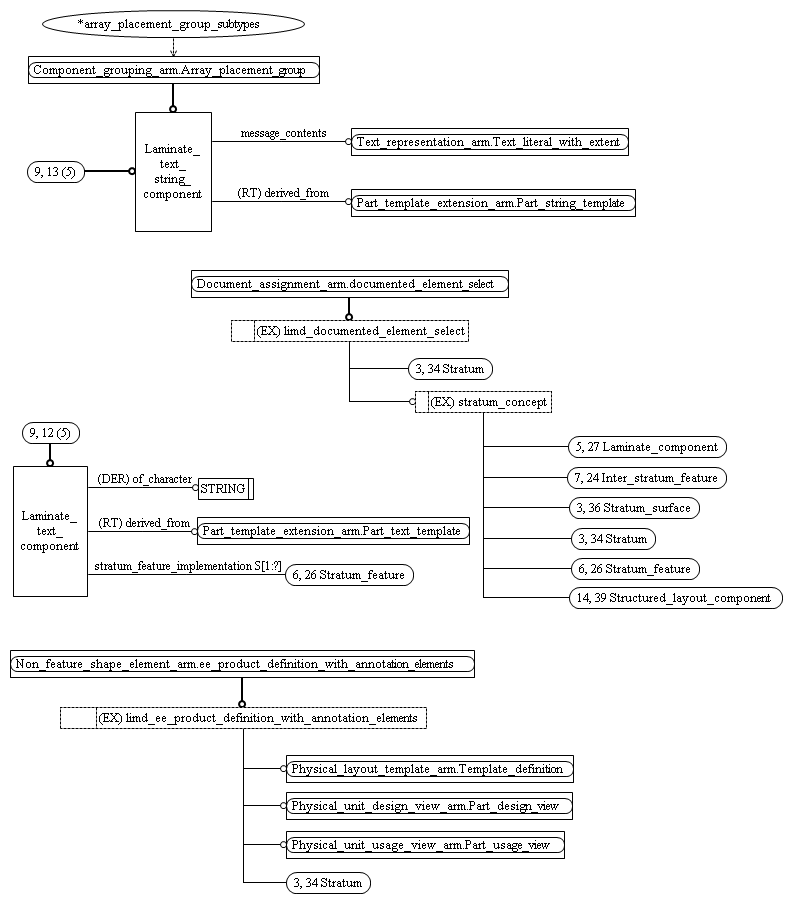 *array_placement_group_subtypes
Component_grouping_arm.Array_placement_group
Laminate_
text_
string_
component
message_contents
Text_representation_arm.Text_literal_with_extent
9, 13 (5)
(RT) derived_from
Part_template_extension_arm.Part_string_template
Document_assignment_arm.documented_element_select
(EX) limd_documented_element_select
3, 34 Stratum
(EX) stratum_concept
5, 27 Laminate_component
7, 24 Inter_stratum_feature
3, 36 Stratum_surface
3, 34 Stratum
6, 26 Stratum_feature
14, 39 Structured_layout_component
9, 12 (5)
Laminate_
text_
component
(DER) of_character
STRING
(RT) derived_from
Part_template_extension_arm.Part_text_template
stratum_feature_implementation S[1:?]
6, 26 Stratum_feature
Non_feature_shape_element_arm.ee_product_definition_with_annotation_elements
(EX) limd_ee_product_definition_with_annotation_elements
Physical_layout_template_arm.Template_definition
Physical_unit_design_view_arm.Part_design_view
Physical_unit_usage_view_arm.Part_usage_view
3, 34 Stratum